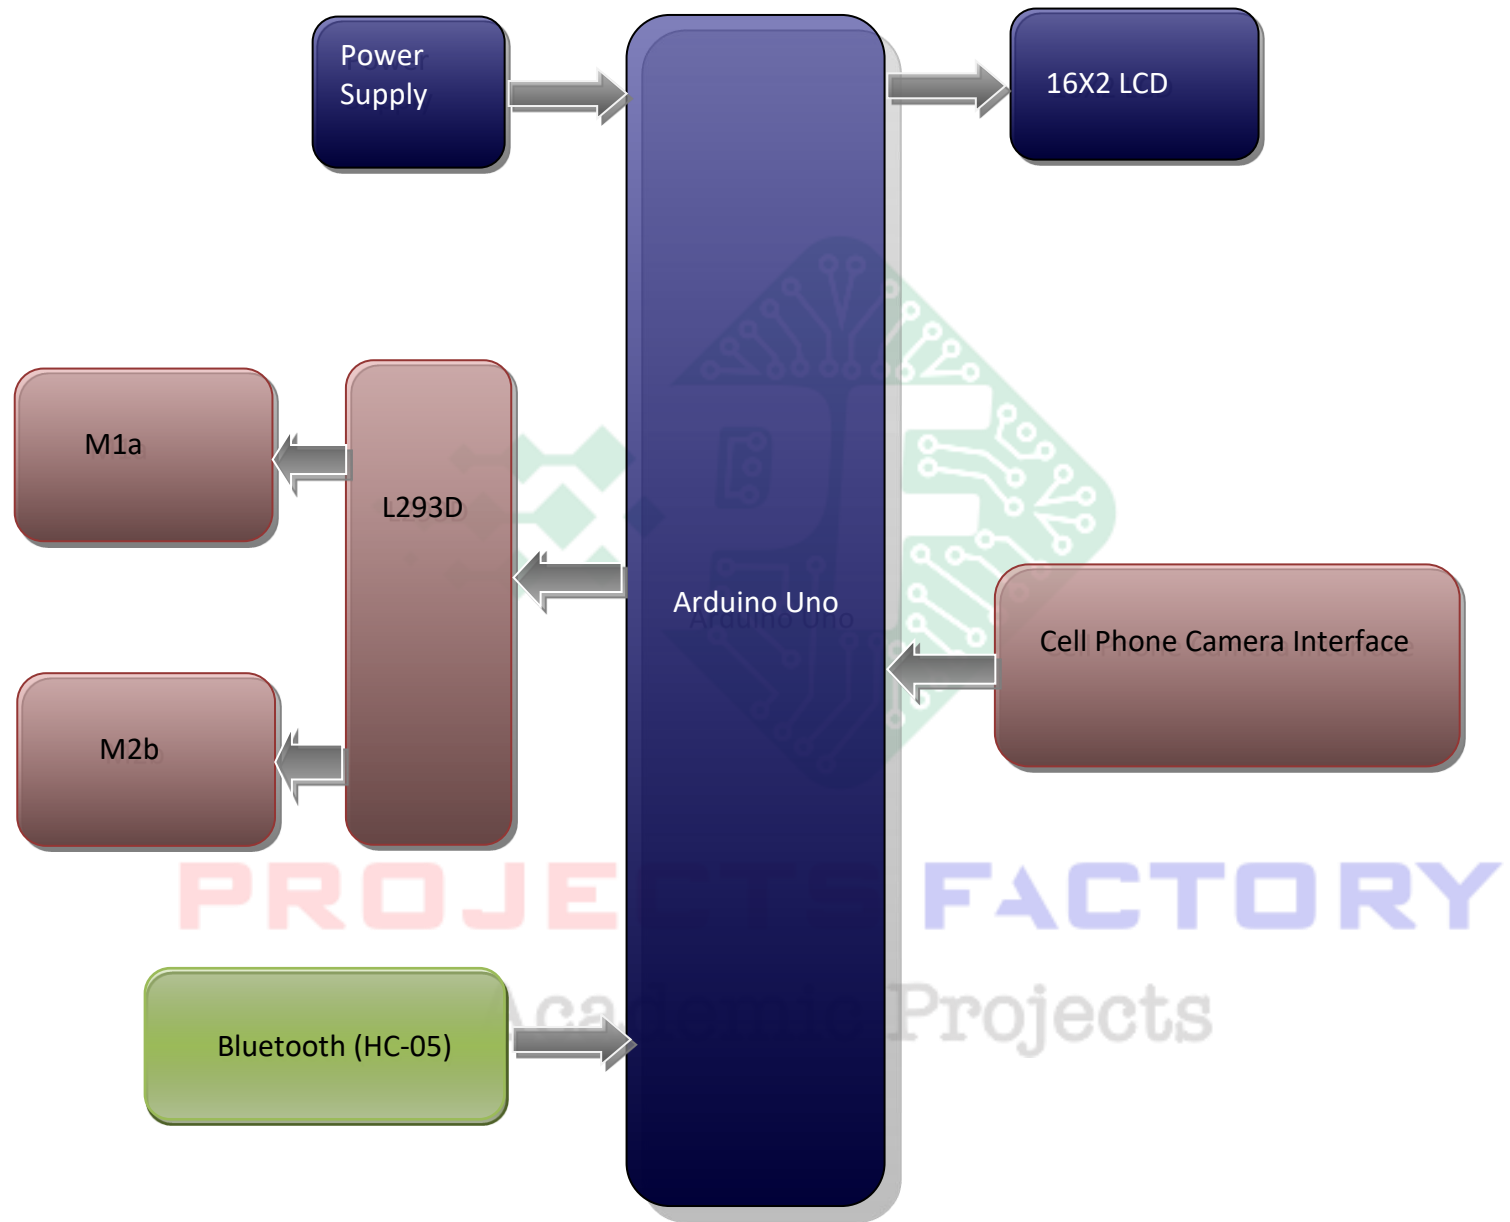 Power
Supply
16X2 LCD
M1a
L293D
Arduino Uno
Cell Phone Camera Interface
M2b
PROJECTS FACTORY
Bluetooth (HC-05)
Academic Projects